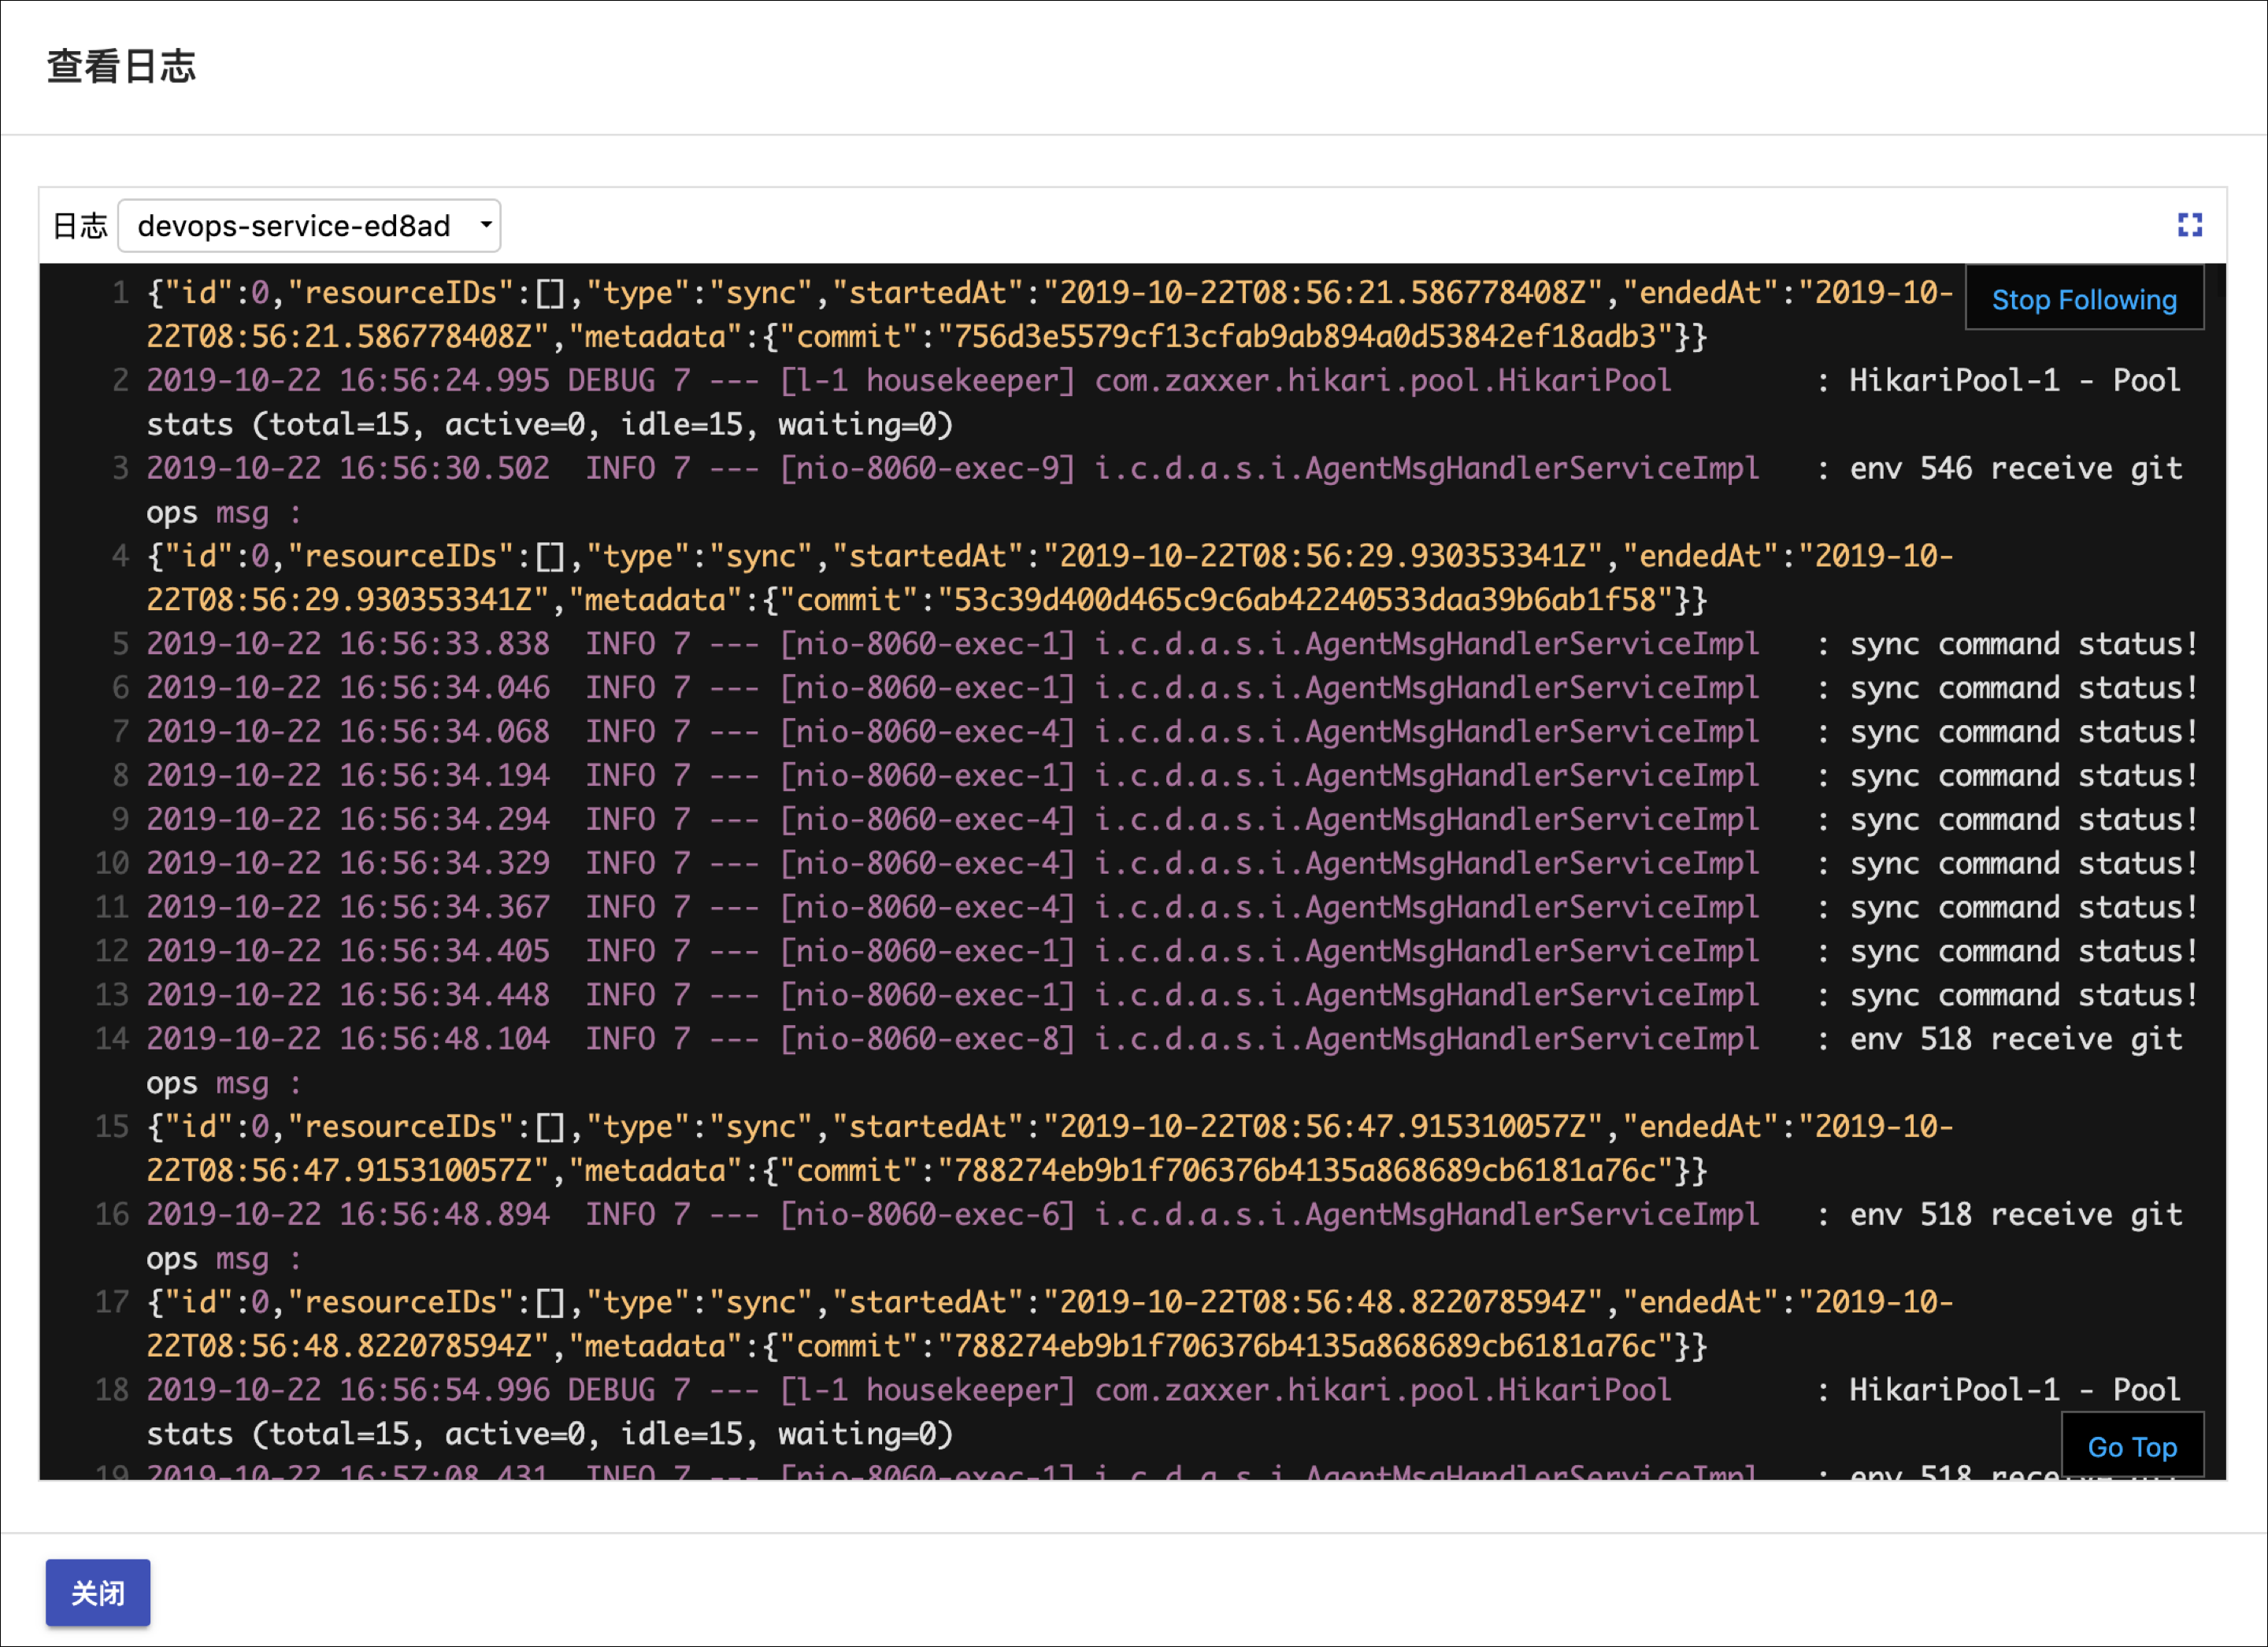 查看日志
日志 devops-service-ed8ad
Stop Following
1 {"id":0,"resourceIDs":[],"type":"sync","startedAt":"2019-10-22T08:56:21.586778408Z","endedAt":"2019-10-
22T08:56:21.586778408Z","metadata":{"commit":"756d3e5579cf13cfab9ab894a0d53842ef18adb3"}}
2 2019-10-22 16:56:24.995 DEBUG 7 --- [l-1 housekeeper] com.zaxxer.hikari.pool.HikariPool        : HikariPool-1 - Pool
stats (total=15, active=0, idle=15, waiting=0)
3 2019-10-22 16:56:30.502  INFO 7 --- [nio-8060-exec-9] i.c.d.a.s.i.AgentMsgHandlerServiceImpl   : env 546 receive git
ops msg :
4 {"id":0,"resourceIDs":[],"type":"sync","startedAt":"2019-10-22T08:56:29.930353341Z","endedAt":"2019-10-
22T08:56:29.930353341Z","metadata":{"commit":"53c39d400d465c9c6ab42240533daa39b6ab1f58"}}
5 2019-10-22 16:56:33.838  INFO 7 --- [nio-8060-exec-1] i.c.d.a.s.i.AgentMsgHandlerServiceImpl   : sync command status!
6 2019-10-22 16:56:34.046  INFO 7 --- [nio-8060-exec-1] i.c.d.a.s.i.AgentMsgHandlerServiceImpl   : sync command status!
7 2019-10-22 16:56:34.068  INFO 7 --- [nio-8060-exec-4] i.c.d.a.s.i.AgentMsgHandlerServiceImpl   : sync command status!
8 2019-10-22 16:56:34.194  INFO 7 --- [nio-8060-exec-1] i.c.d.a.s.i.AgentMsgHandlerServiceImpl   : sync command status!
9 2019-10-22 16:56:34.294  INFO 7 --- [nio-8060-exec-4] i.c.d.a.s.i.AgentMsgHandlerServiceImpl   : sync command status!
10 2019-10-22 16:56:34.329  INFO 7 --- [nio-8060-exec-4] i.c.d.a.s.i.AgentMsgHandlerServiceImpl   : sync command status!
11 2019-10-22 16:56:34.367  INFO 7 --- [nio-8060-exec-4] i.c.d.a.s.i.AgentMsgHandlerServiceImpl   : sync command status!
12 2019-10-22 16:56:34.405  INFO 7 --- [nio-8060-exec-1] i.c.d.a.s.i.AgentMsgHandlerServiceImpl   : sync command status!
13 2019-10-22 16:56:34.448  INFO 7 --- [nio-8060-exec-1] i.c.d.a.s.i.AgentMsgHandlerServiceImpl   : sync command status!
14 2019-10-22 16:56:48.104  INFO 7 --- [nio-8060-exec-8] i.c.d.a.s.i.AgentMsgHandlerServiceImpl   : env 518 receive git
ops msg :
15 {"id":0,"resourceIDs":[],"type":"sync","startedAt":"2019-10-22T08:56:47.915310057Z","endedAt":"2019-10-
22T08:56:47.915310057Z","metadata":{"commit":"788274eb9b1f706376b4135a868689cb6181a76c"}}
16 2019-10-22 16:56:48.894  INFO 7 --- [nio-8060-exec-6] i.c.d.a.s.i.AgentMsgHandlerServiceImpl   : env 518 receive git
ops msg :
17 {"id":0,"resourceIDs":[],"type":"sync","startedAt":"2019-10-22T08:56:48.822078594Z","endedAt":"2019-10-
22T08:56:48.822078594Z","metadata":{"commit":"788274eb9b1f706376b4135a868689cb6181a76c"}}
18 2019-10-22 16:56:54.996 DEBUG 7 --- [l-1 housekeeper] com.zaxxer.hikari.pool.HikariPool        : HikariPool-1 - Pool
stats (total=15, active=0, idle=15, waiting=0)
19 2019-10-22 16:57:08.431  INFO 7 --- [nio-8060-exec-1] i.c.d.a.s.i.AgentMsgHandlerServiceImpl   : env 518
Go Top
关闭